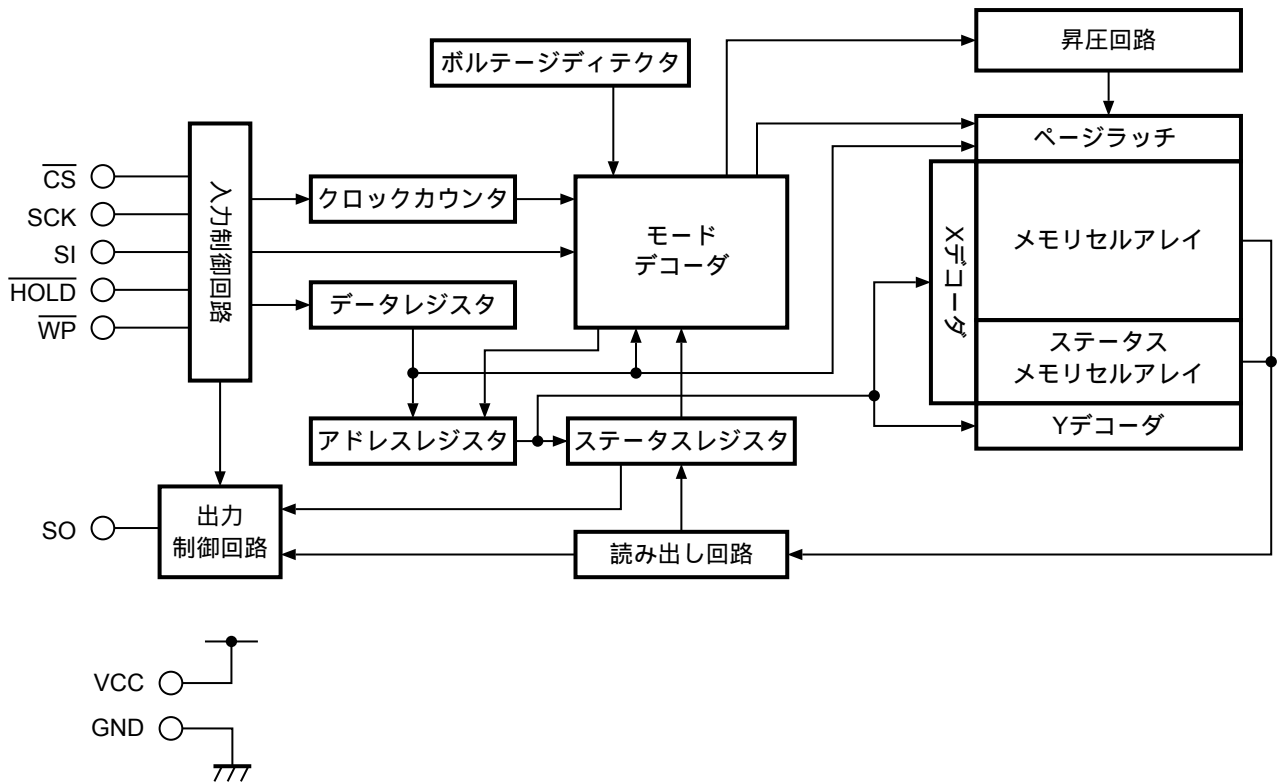 昇圧回路
ボルテージディテクタ
ページラッチ
CS
SCK
SI
HOLD
WP
入力制御回路
クロックカウンタ
データレジスタ
モード
デコーダ
Xデコーダ
メモリセルアレイ
ステータス
メモリセルアレイ
Yデコーダ
アドレスレジスタ
ステータスレジスタ
SO
出力
制御回路
読み出し回路
VCC
GND